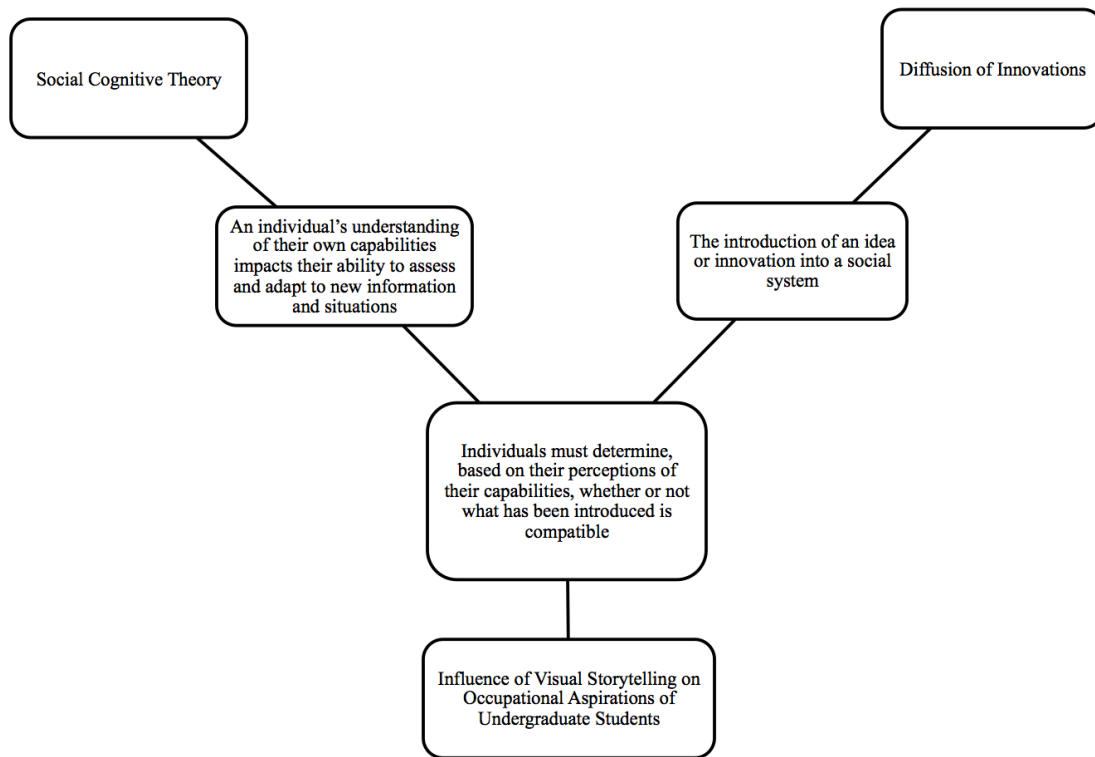 Social Cognitive Theory
Diffusion of Innovations
An individual’s understanding
of their own capabilities
impacts their ability to assess
and adapt to new information
and situations
The introduction of an idea
or innovation into a social
system
Individuals must determine,
based on their perceptions of
their capabilities, whether or not
what has been introduced is
compatible
Influence of Visual Storytelling on
Occupational Aspirations of
Undergraduate Students